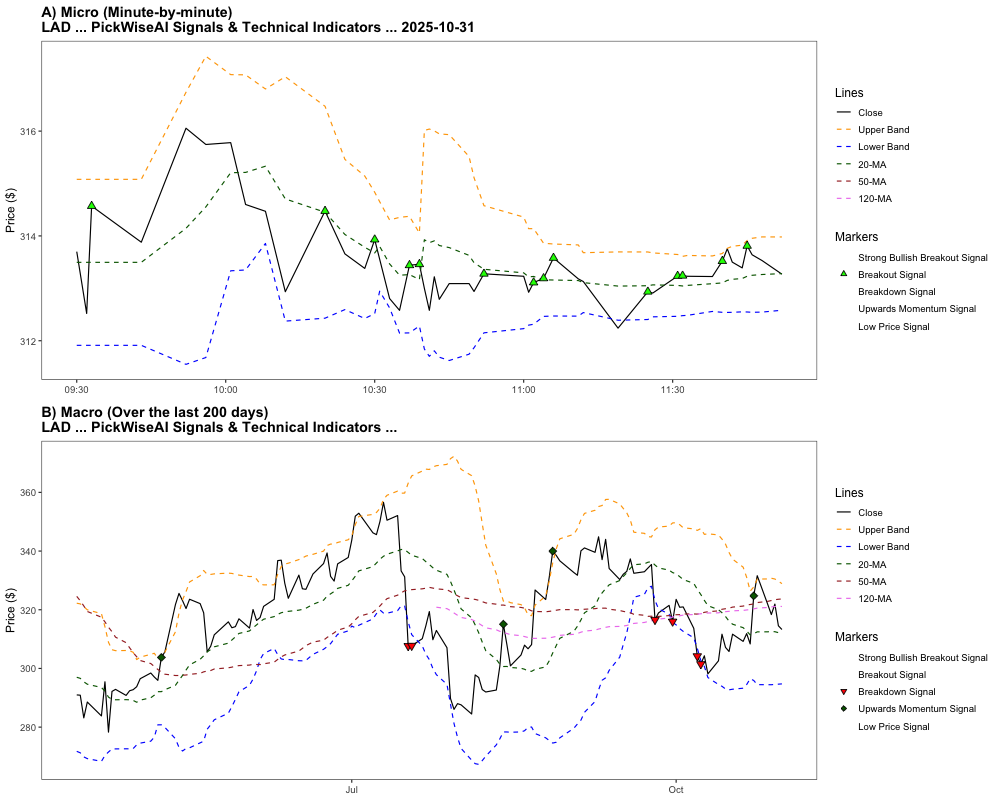 A) Micro (Minute-by-minute)
LAD ... PickWiseAI Signals & Technical Indicators ... 2025-10-31
Price ($)
316
314
312
09:30
10:00
10:30
11:00
11:30
Lines
Close
Upper Band
Lower Band
20-MA
50-MA
120-MA
Markers
Strong Bullish Breakout Signal
Breakout Signal
Breakdown Signal
Upwards Momentum Signal
Low Price Signal
B) Macro (Over the last 200 days)
LAD ... PickWiseAI Signals & Technical Indicators ...
Price ($)
360
340
320
300
280
Jul
Oct
Lines
Close
Upper Band
Lower Band
20-MA
50-MA
120-MA
Markers
Strong Bullish Breakout Signal
Breakout Signal
Breakdown Signal
Upwards Momentum Signal
Low Price Signal